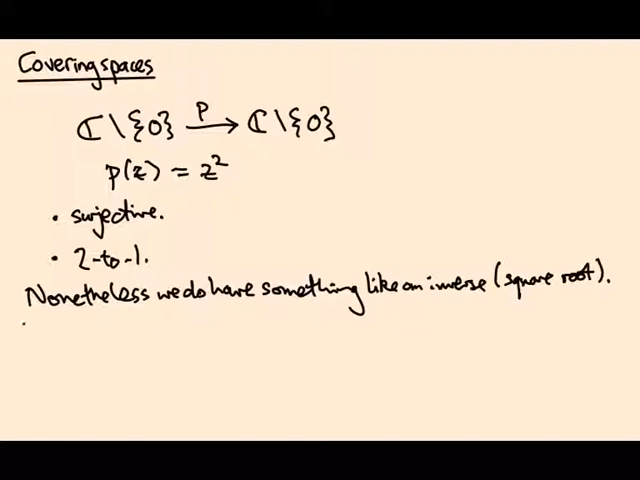 Covering spaces
ℂ \ {0} —p→ ℂ \ {0}
p(z) = z²
• surjective.
• 2-to-1.
Nonetheless we do have something like an inverse (square root).